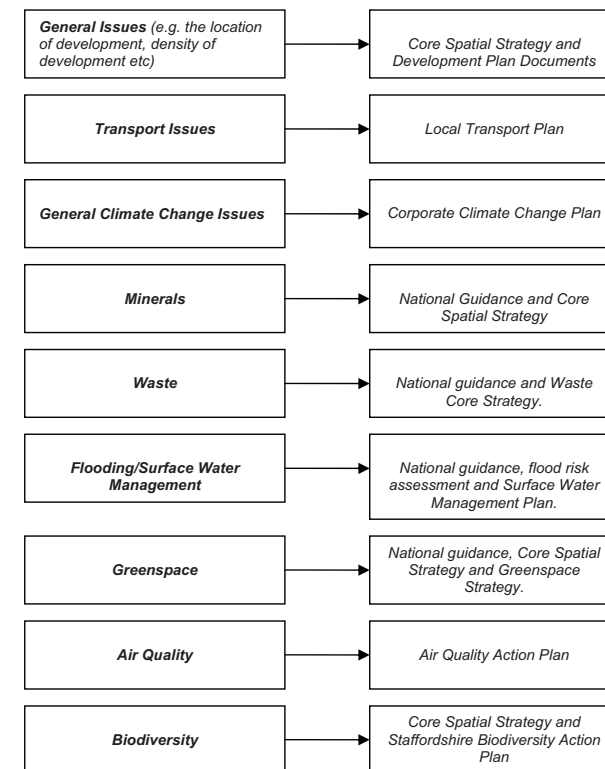 General Issues (e.g. the location
of development, density of
development etc)
Core Spatial Strategy and
Development Plan Documents
Transport Issues
Local Transport Plan
General Climate Change Issues
Corporate Climate Change Plan
Minerals
National Guidance and Core
Spatial Strategy
Waste
National guidance and Waste
Core Strategy.
Flooding/Surface Water
Management
National guidance, flood risk
assessment and Surface Water
Management Plan.
Greenspace
National guidance, Core Spatial
Strategy and Greenspace
Strategy.
Air Quality
Air Quality Action Plan
Biodiversity
Core Spatial Strategy and
Staffordshire Biodiversity Action
Plan